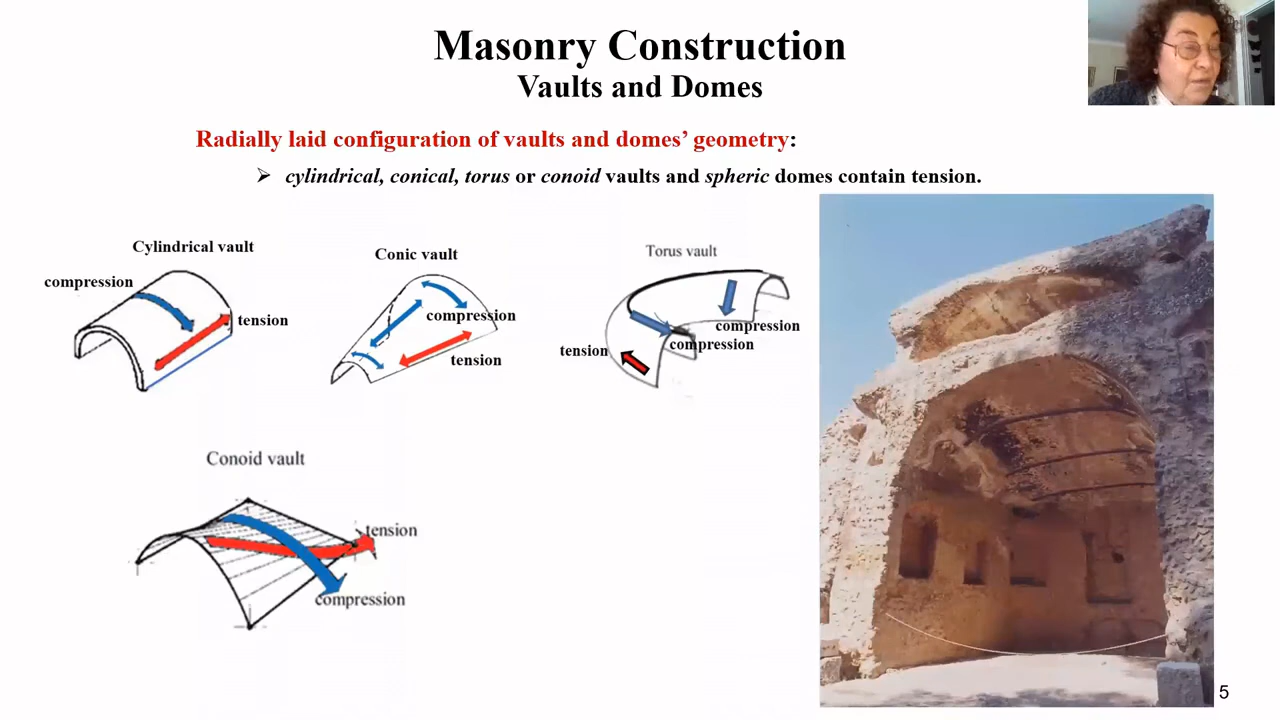 Masonry Construction
Vaults and Domes
Radially laid configuration of vaults and domes’ geometry:
➢ cylindrical, conical, torus or conoid vaults and spheric domes contain tension.
Cylindrical vault
compression
tension
Conic vault
compression
tension
Torus vault
compression
compression
tension
Conoid vault
tension
compression
5